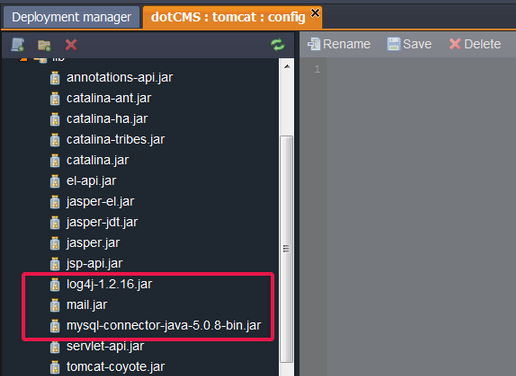 Deployment manager
dotCMS : tomcat : config
Rename
Save
Delete
lib
annotations-api.jar
1
catalina-ant.jar
catalina-ha.jar
catalina-tribes.jar
catalina.jar
el-api.jar
jasper-el.jar
jasper-jdt.jar
jasper.jar
jsp-api.jar
log4j-1.2.16.jar
mail.jar
mysql-connector-java-5.0.8-bin.jar
servlet-api.jar
tomcat-coyote.jar